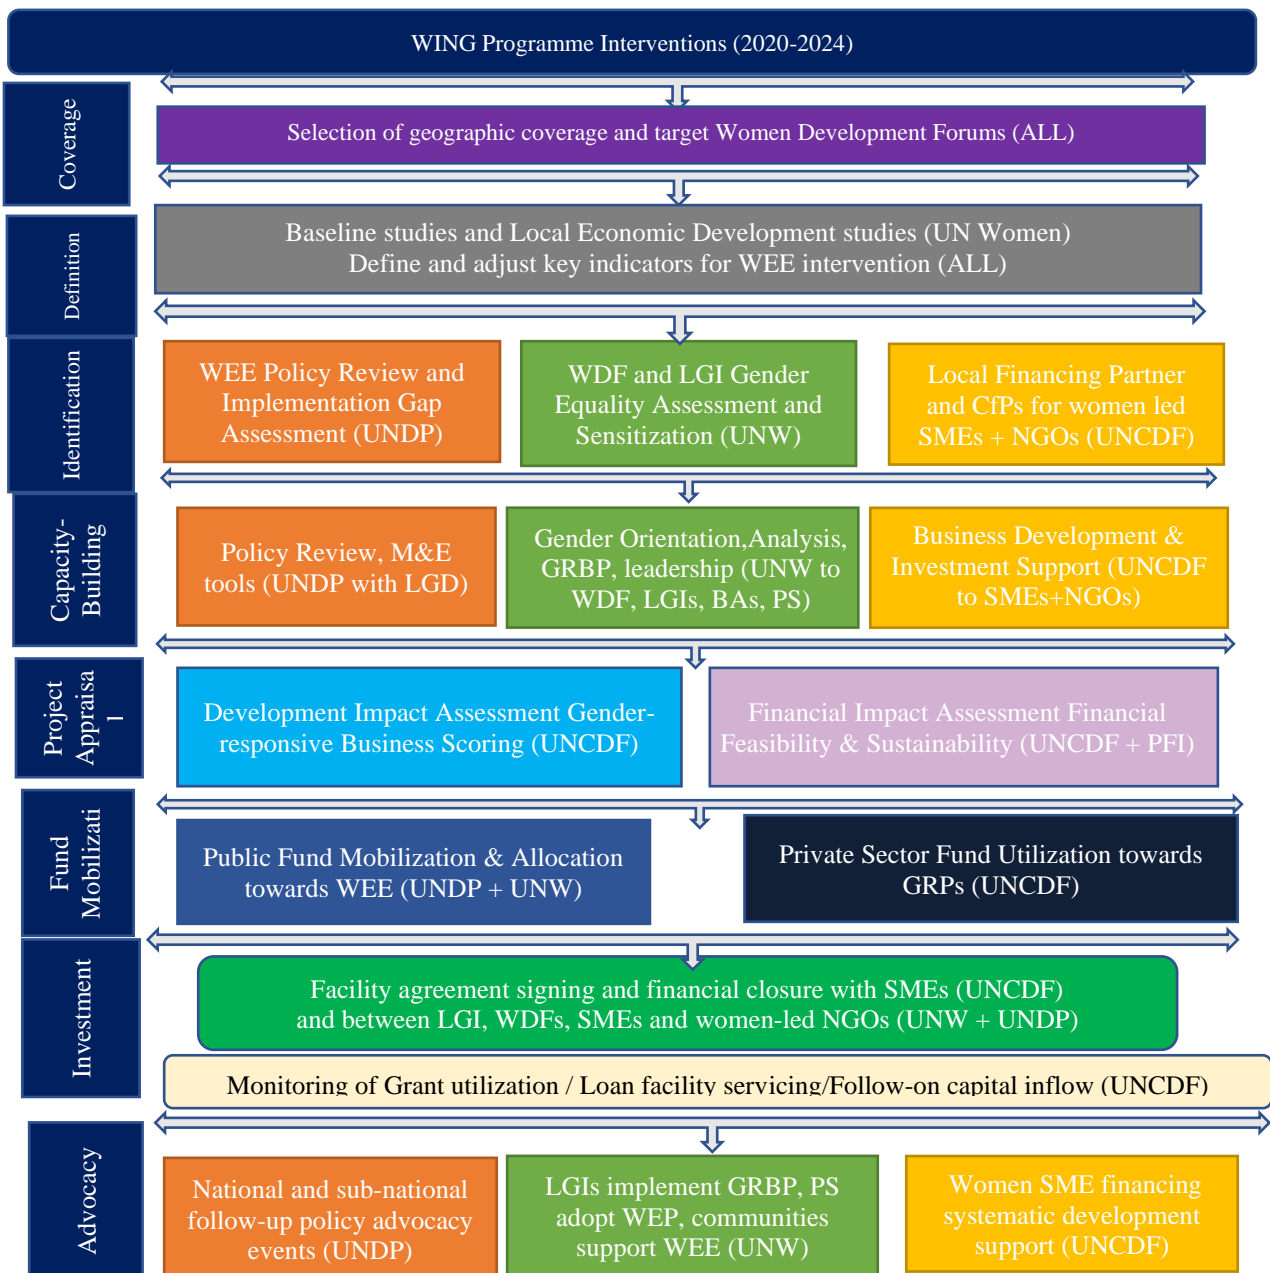 WING Programme Interventions (2020-2024)
Coverage
Selection of geographic coverage and target Women Development Forums (ALL)
Definition
Baseline studies and Local Economic Development studies (UN Women)
Define and adjust key indicators for WEE intervention (ALL)
Identification
WEE Policy Review and
Implementation Gap
Assessment (UNDP)
WDF and LGI Gender
Equality Assessment and
Sensitization (UNW)
Local Financing Partner
and CfPs for women led
SMEs + NGOs (UNCDF)
Capacity-
Building
Policy Review, M&E
tools (UNDP with LGD)
Gender Orientation,Analysis,
GRBP, leadership (UNW to
WDF, LGIs, BAs, PS)
Business Development &
Investment Support (UNCDF
to SMEs+NGOs)
Project
Appraisa
l
Development Impact Assessment Gender-
responsive Business Scoring (UNCDF)
Financial Impact Assessment Financial
Feasibility & Sustainability (UNCDF + PFI)
Fund
Mobilizati
Public Fund Mobilization & Allocation
towards WEE (UNDP + UNW)
Private Sector Fund Utilization towards
GRPs (UNCDF)
Investment
Facility agreement signing and financial closure with SMEs (UNCDF)
and between LGI, WDFs, SMEs and women-led NGOs (UNW + UNDP)
Monitoring of Grant utilization / Loan facility servicing/Follow-on capital inflow (UNCDF)
Advocacy
National and sub-national
follow-up policy advocacy
events (UNDP)
LGIs implement GRBP, PS
adopt WEP, communities
support WEE (UNW)
Women SME financing
systematic development
support (UNCDF)